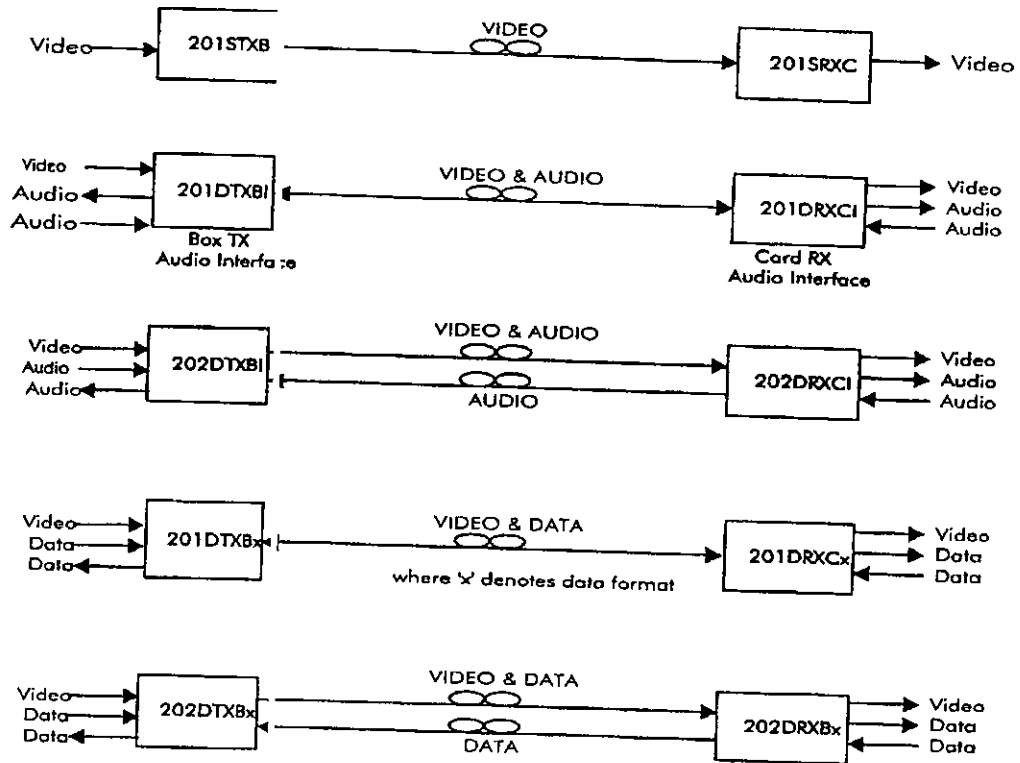 VIDEO
Video 201STXB 201SRXC Video
VIDEO & AUDIO
Video Video
Audio 201DTXBI 201DRXCI Audio
Audio Audio
Box TX
Audio Interface
Card RX
Audio Interface
VIDEO & AUDIO
Video Video
Audio 202DTXBI 202DRXCI Audio
Audio Audio
AUDIO
VIDEO & DATA
Video Video
Data 201DTXBx 201DRXCx Data
Data Data
where 'x' denotes data format
VIDEO & DATA
Video Video
Data 202DTXBx 202DRXBx Data
Data Data
DATA